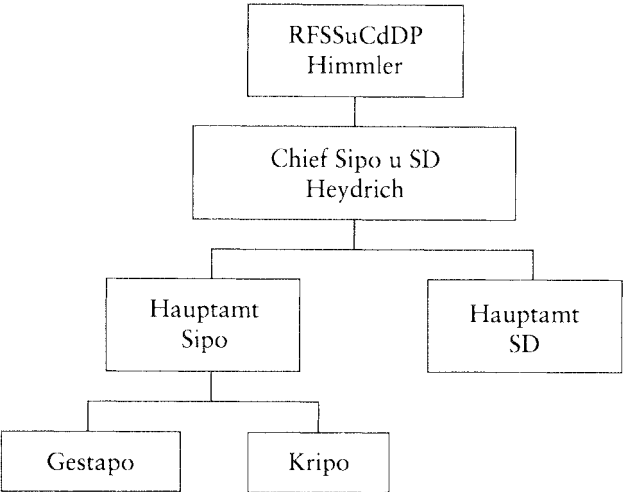 RFSSuCdDP
Himmler
Chief Sipo u SD
Heydrich
Hauptamt
Sipo
Hauptamt
SD
Gestapo
Kripo